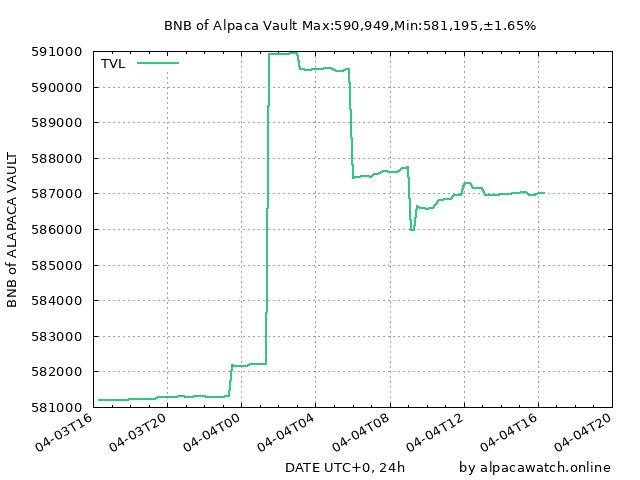 BNB of Alpaca Vault Max:590,949,Min:581,195,±1.65%
TVL
BNB of ALAPACA VAULT
591000
590000
589000
588000
587000
586000
585000
584000
583000
582000
581000
04-03T16
04-03T20
04-04T00
04-04T04
04-04T08
04-04T12
04-04T16
04-04T20
DATE UTC+0, 24h
by alpacawatch.online